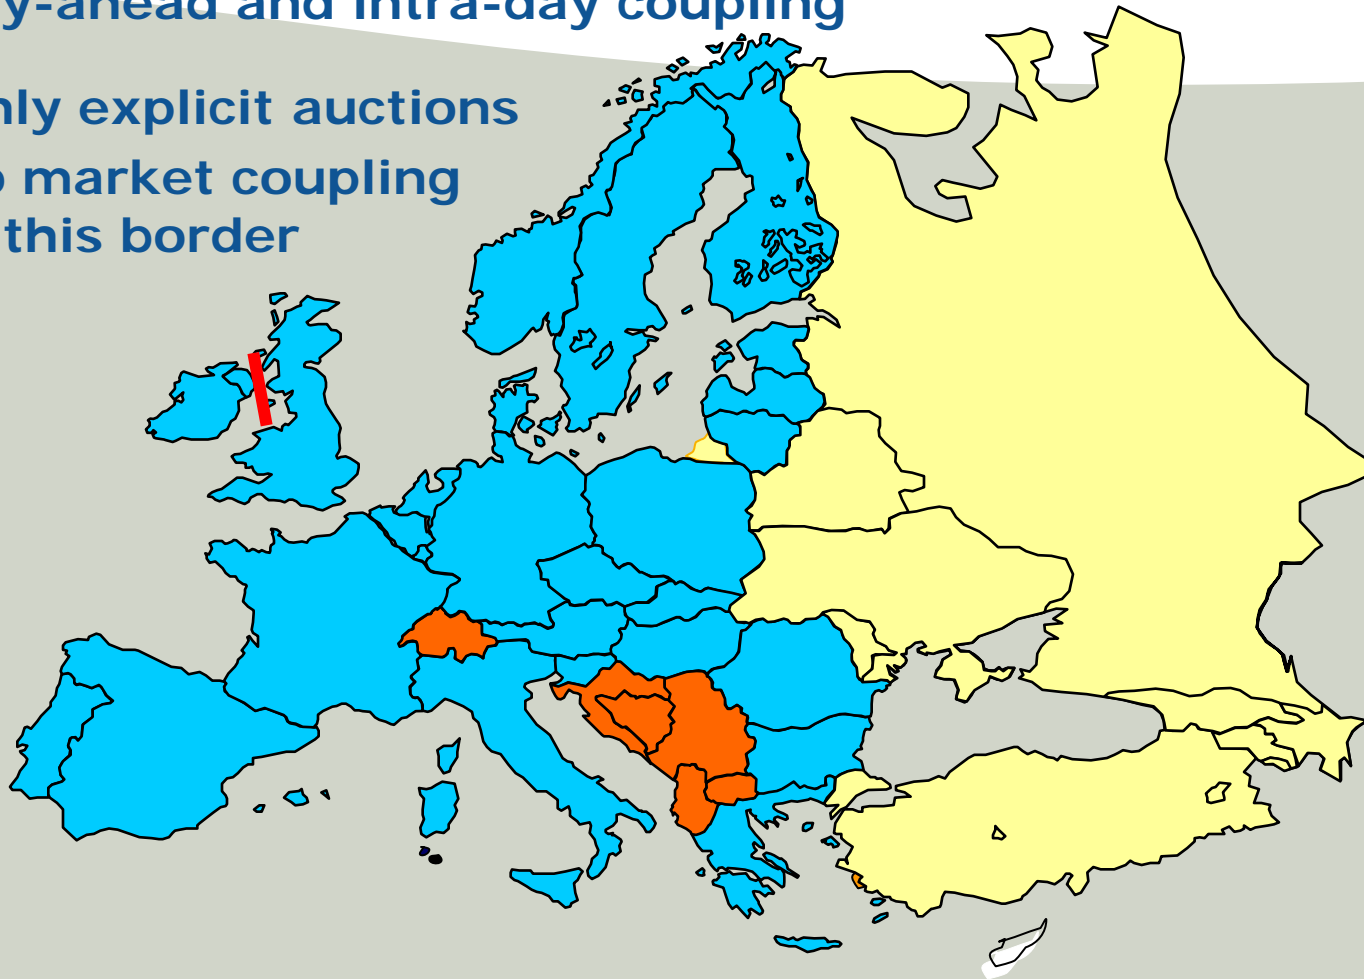 y-ahead and intra-day coupling
nly explicit auctions
market coupling
this border